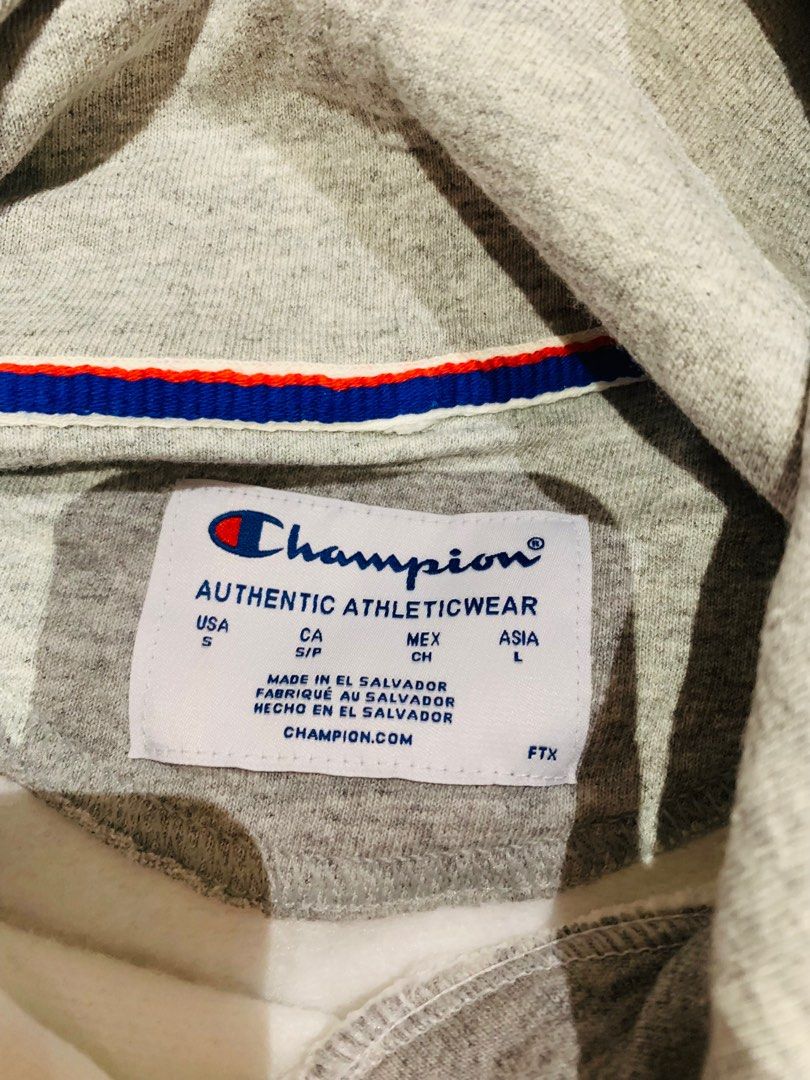 Champion®
AUTHENTIC ATHLETICWEAR
USA CA MEX ASIA
S S/P CH L
MADE IN EL SALVADOR
FABRIQUÉ AU SALVADOR
HECHO EN EL SALVADOR
CHAMPION.COM
FTX